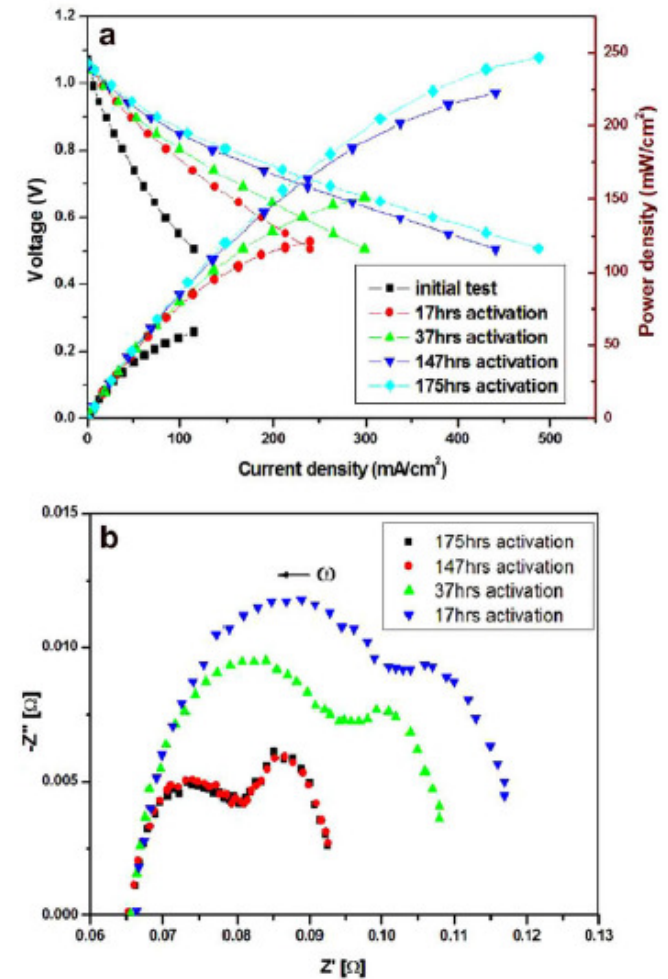 a
1.2
1.0
0.8
0.6
0.4
0.2
0.0
Voltage (V)
250
200
150
100
50
0
Power density (mW/cm²)
initial test
17hrs activation
37hrs activation
147hrs activation
175hrs activation
0 100 200 300 400 500
Current density (mA/cm²)
b
0.015
0.010
0.005
0.000
-Z'' [Ω]
175hrs activation
147hrs activation
37hrs activation
17hrs activation
ω
0.06 0.07 0.08 0.09 0.10 0.11 0.12 0.13
Z' [Ω]